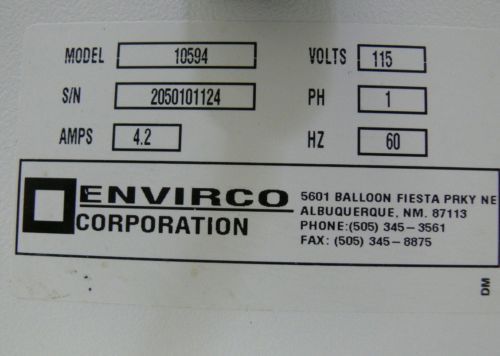 MODEL 10594 VOLTS 115
S/N 2050101124 PH 1
AMPS 4.2 HZ 60
ENVIRCO
CORPORATION
5601 BALLOON FIESTA PRKY NE
ALBUQUERQUE, NM. 87113
PHONE:(505) 345-3561
FAX: (505) 345-8875
DM